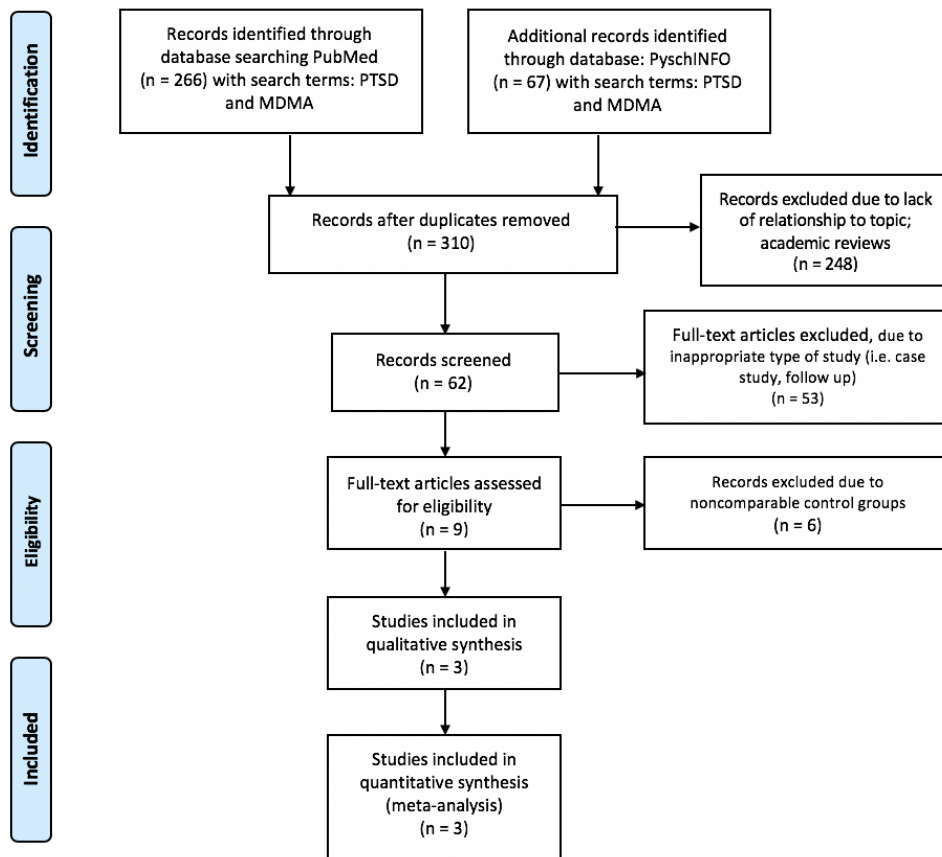 Identification
Records identified through
database searching PubMed
(n = 266) with search terms: PTSD
and MDMA
Additional records identified
through database: PyschINFO
(n = 67) with search terms: PTSD
and MDMA
Records after duplicates removed
(n = 310)
Records excluded due to lack
of relationship to topic;
academic reviews
(n = 248)
Screening
Records screened
(n = 62)
Full-text articles excluded, due to
inappropriate type of study (i.e. case
study, follow up)
(n = 53)
Eligibility
Full-text articles assessed
for eligibility
(n = 9)
Records excluded due to
noncomparable control groups
(n = 6)
Studies included in
qualitative synthesis
(n = 3)
Included
Studies included in
quantitative synthesis
(meta-analysis)
(n = 3)